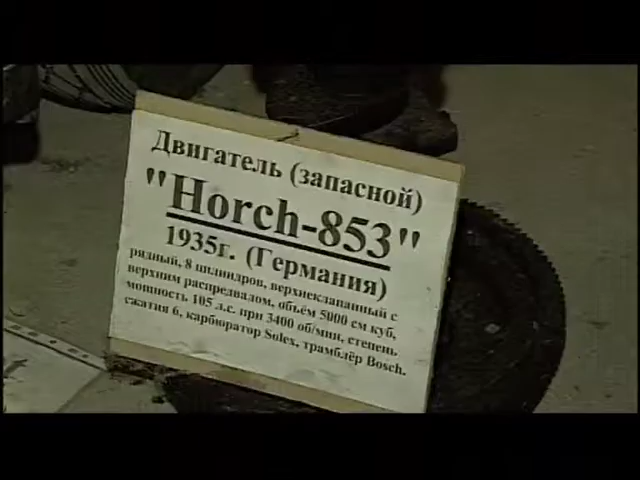 Двигатель (запасной)
"Horch-853"
1935г. (Германия)
рядный, 8 цилиндров, верхнеклапанный с
верхним распредвалом, объём 5000 см куб,
мощность 105 л.с. при 3400 об/мин, степень
сжатия 6, карбюратор Solex, трамблёр Bosch.